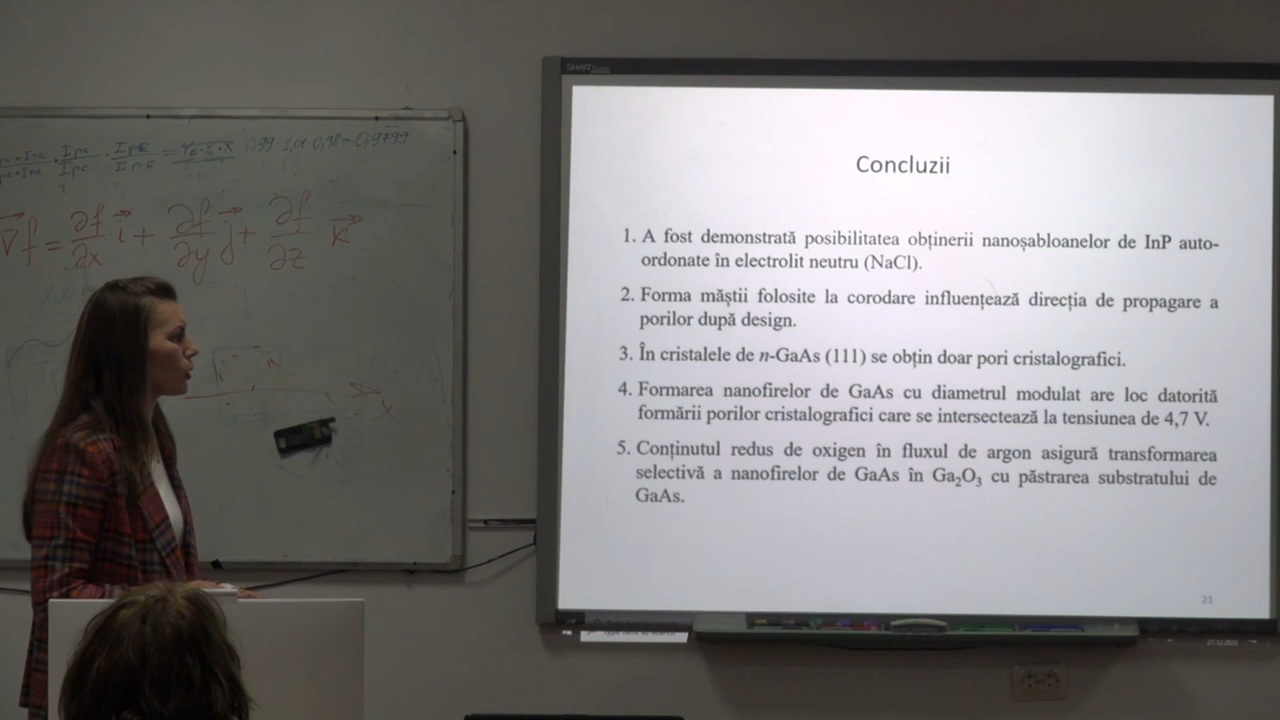 SMART
Concluzii
1. A fost demonstrată posibilitatea obținerii nanoșabloanelor de InP auto-
ordonate în electrolit neutru (NaCl).
2. Forma măștii folosite la corodare influențează direcția de propagare a
porilor după design.
3. În cristalele de n-GaAs (111) se obțin doar pori cristalografici.
4. Formarea nanofirelor de GaAs cu diametrul modulat are loc datorită
formării porilor cristalografici care se intersectează la tensiunea de 4,7 V.
5. Conținutul redus de oxigen în fluxul de argon asigură transformarea
selectivă a nanofirelor de GaAs în Ga₂O₃ cu păstrarea substratului de
GaAs.
21
∇f = ∂f/∂x i + ∂f/∂y j + ∂f/∂z k
n
x